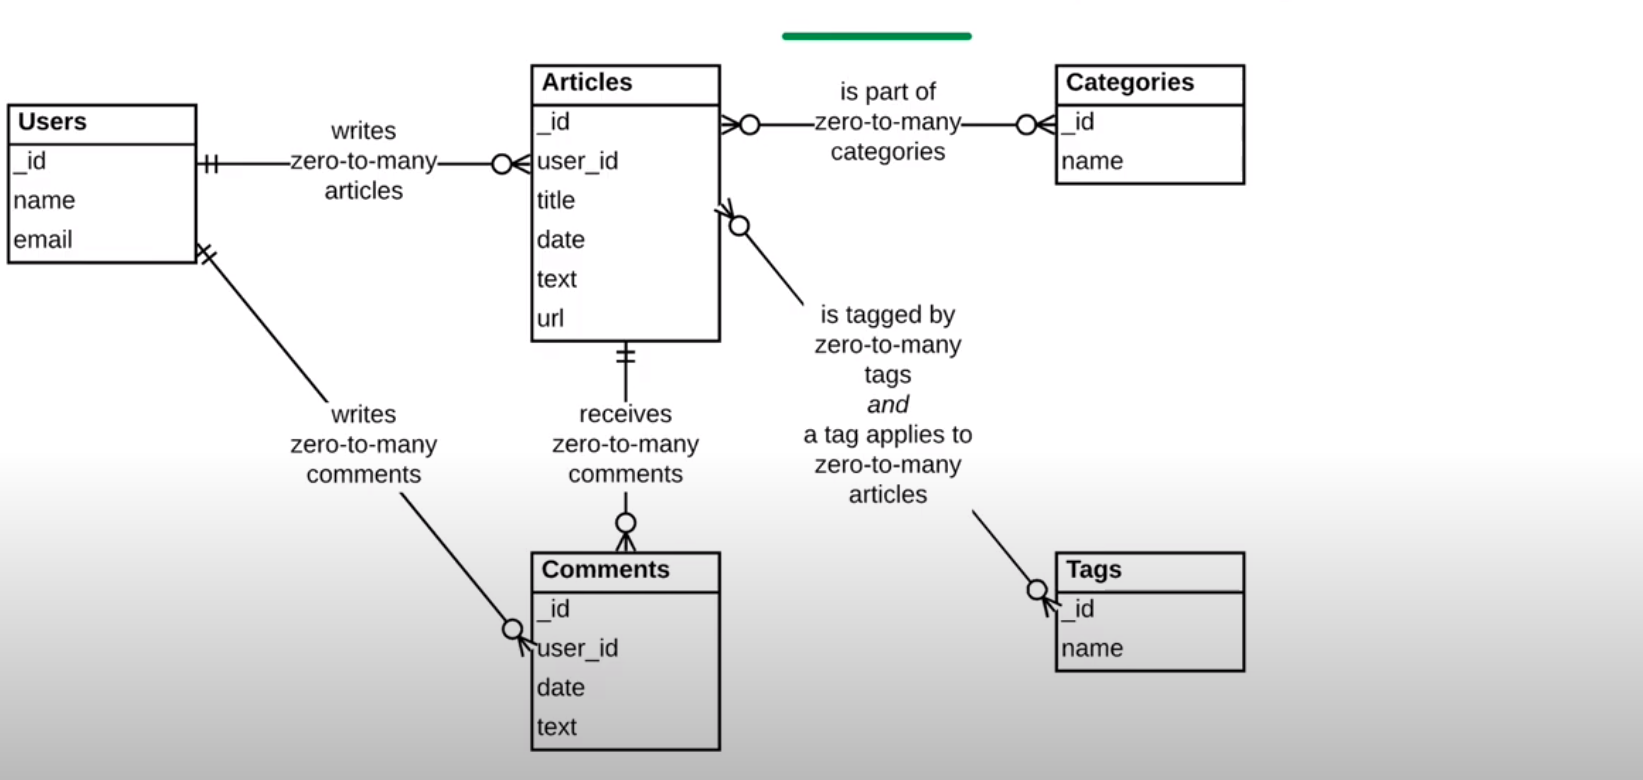 Users
_id
name
email
writes
zero-to-many
articles
Articles
_id
user_id
title
date
text
url
is part of
zero-to-many
categories
Categories
_id
name
writes
zero-to-many
comments
receives
zero-to-many
comments
is tagged by
zero-to-many
tags
and
a tag applies to
zero-to-many
articles
Comments
_id
user_id
date
text
Tags
_id
name